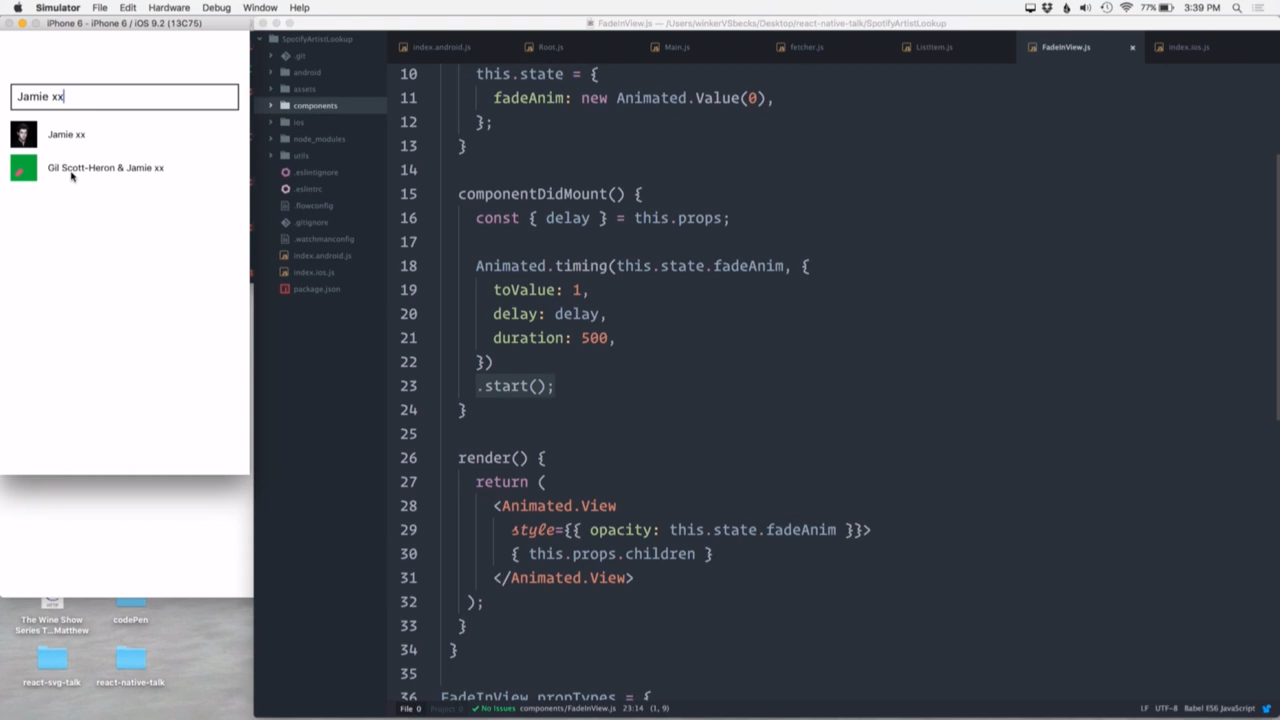 Simulator File Edit Hardware Debug Window Help 77% 3:39 PM
iPhone 6 - iPhone 6 / iOS 9.2 (13C75)
FadeInView.js — /Users/winkerVSbecks/Desktop/react-native-talk/SpotifyArtistLookup
Jamie xx
Jamie xx
Gil Scott-Heron & Jamie xx
SpotifyArtistLookup
.git
android
assets
components
ios
node_modules
utils
.eslintignore
.eslintrc
.flowconfig
.gitignore
.watchmanconfig
index.android.js
index.ios.js
package.json
index.android.js Root.js Main.js fetcher.js ListItem.js FadeInView.js index.ios.js
10 this.state = {
11 fadeAnim: new Animated.Value(0),
12 };
13 }
14
15 componentDidMount() {
16 const { delay } = this.props;
17
18 Animated.timing(this.state.fadeAnim, {
19 toValue: 1,
20 delay: delay,
21 duration: 500,
22 })
23 .start();
24 }
25
26 render() {
27 return (
28 <Animated.View
29 style={{ opacity: this.state.fadeAnim }}>
30 { this.props.children }
31 </Animated.View>
32 );
33 }
34 }
35
36 FadeInView.propTypes = {
File 0 Project 0 No Issues components/FadeInView.js 23:14 (1, 9) LF UTF-8 Babel ES6 JavaScript
The Wine Show
Series T...Matthew
codePen
react-svg-talk
react-native-talk